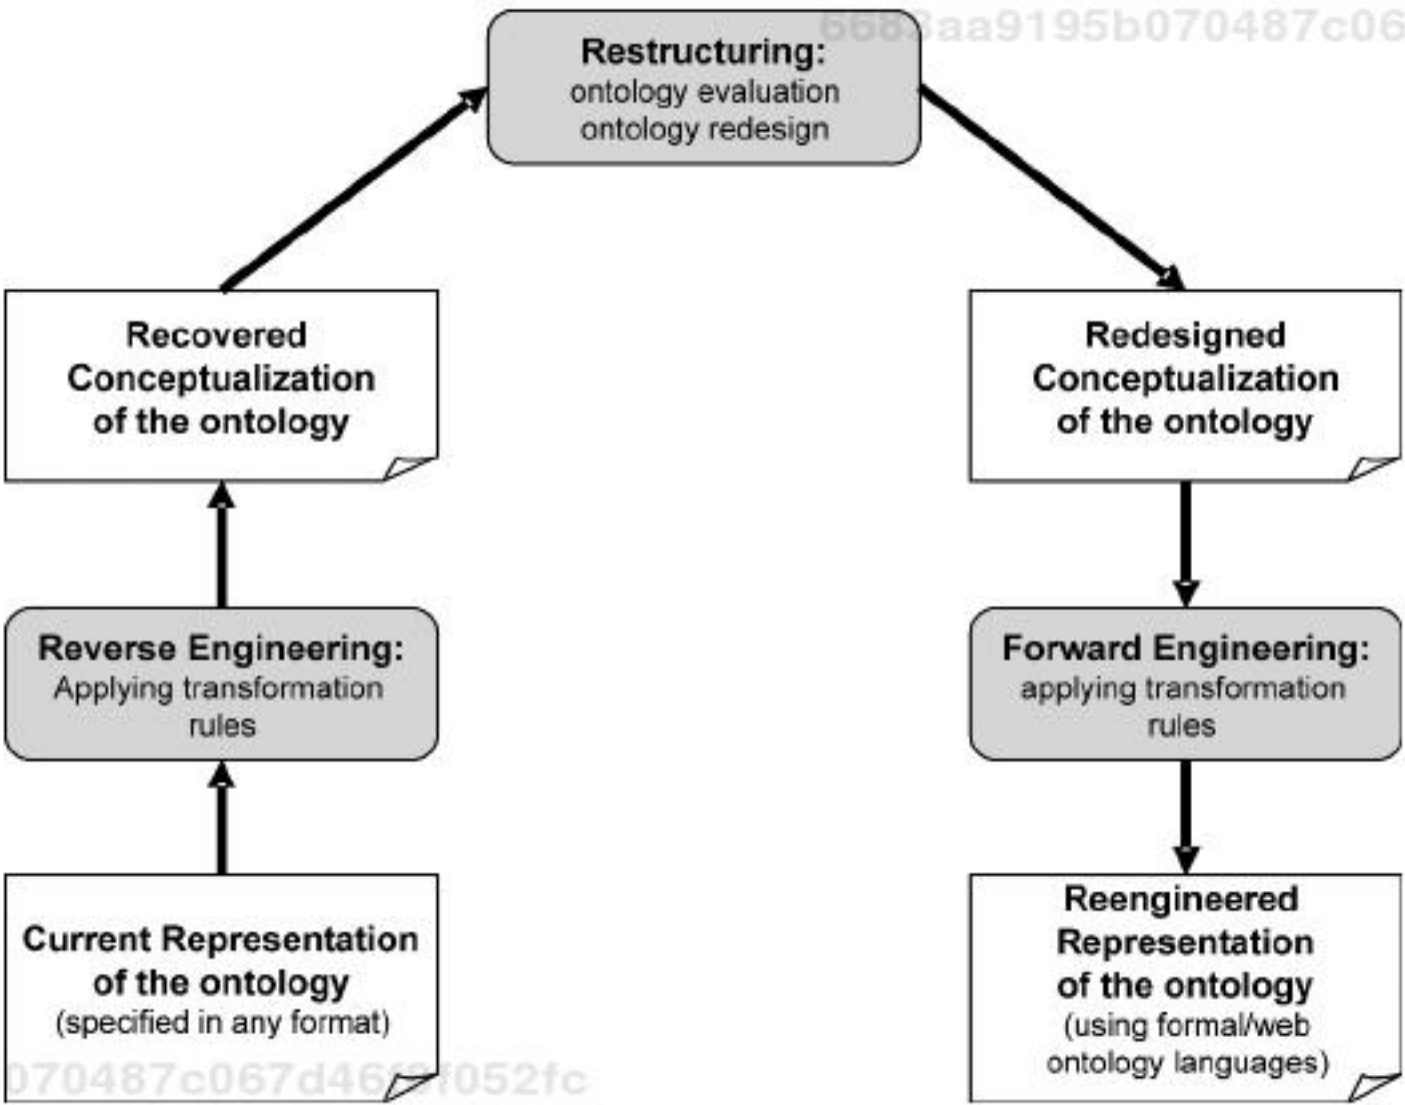 6683aa9195b070487c06
Restructuring:
ontology evaluation
ontology redesign
Recovered
Conceptualization
of the ontology
Redesigned
Conceptualization
of the ontology
Reverse Engineering:
Applying transformation
rules
Forward Engineering:
applying transformation
rules
Current Representation
of the ontology
(specified in any format)
Reengineered
Representation
of the ontology
(using formal/web
ontology languages)